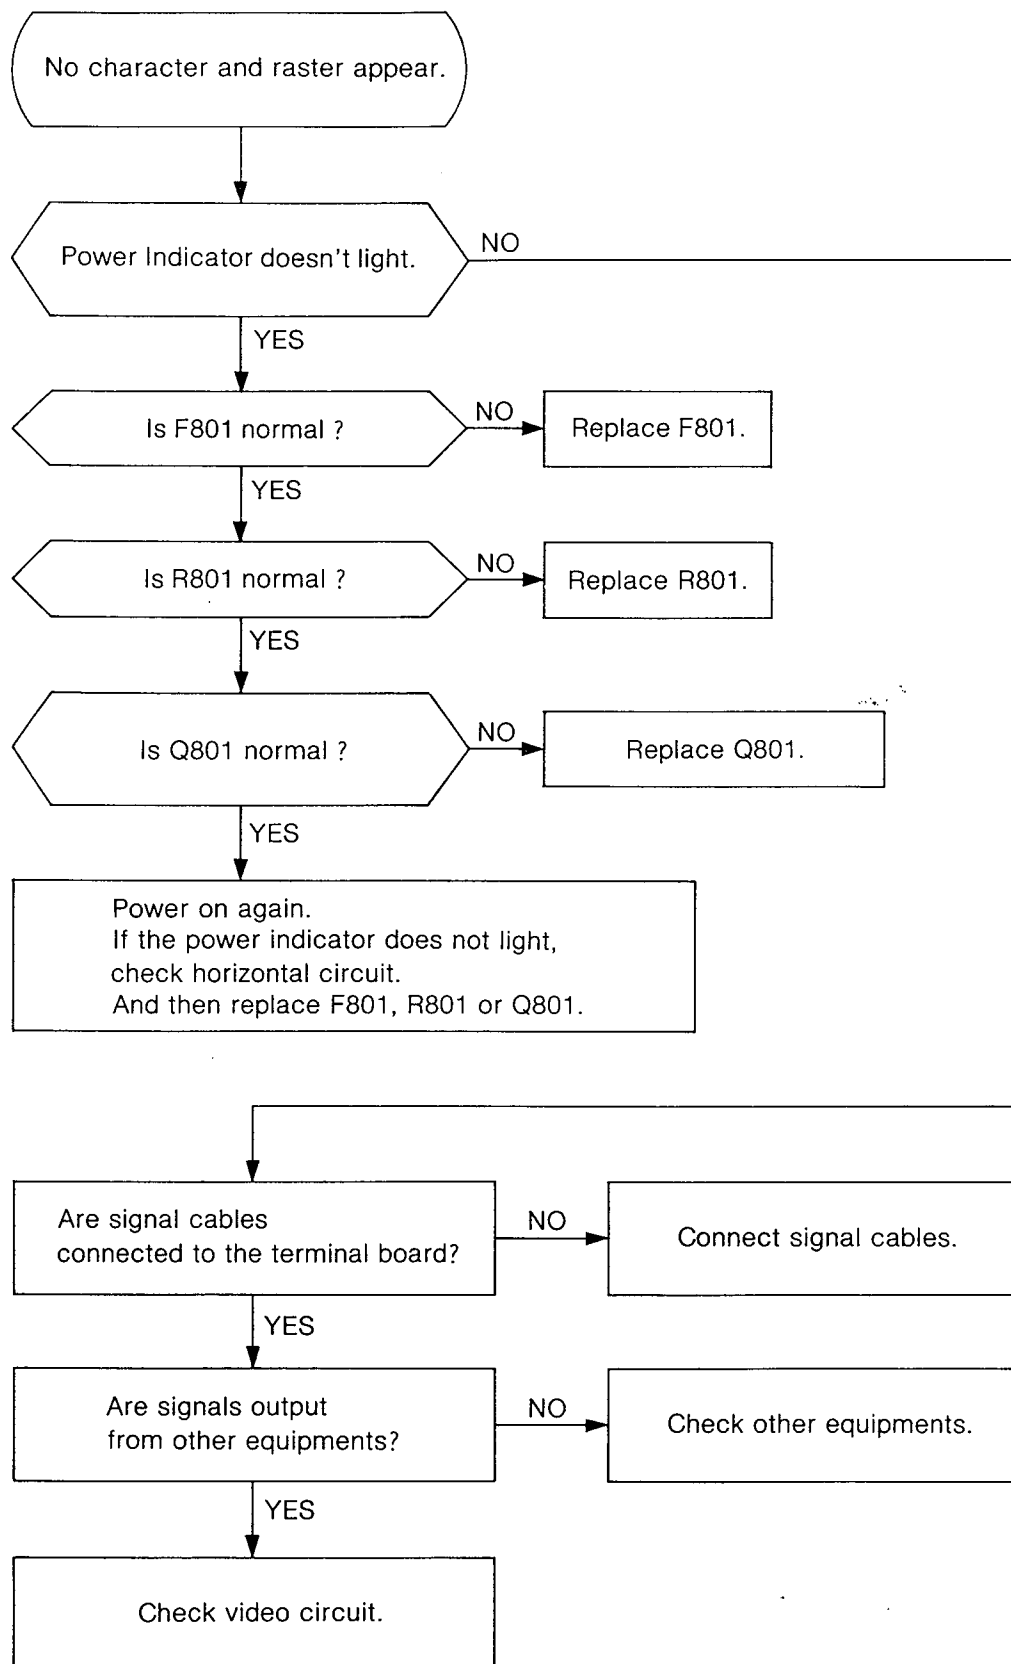 No character and raster appear.
Power Indicator doesn't light.
NO
YES
Is F801 normal ?
NO
Replace F801.
YES
Is R801 normal ?
NO
Replace R801.
YES
Is Q801 normal ?
NO
Replace Q801.
YES
Power on again.
If the power indicator does not light,
check horizontal circuit.
And then replace F801, R801 or Q801.
Are signal cables
connected to the terminal board?
NO
Connect signal cables.
YES
Are signals output
from other equipments?
NO
Check other equipments.
YES
Check video circuit.